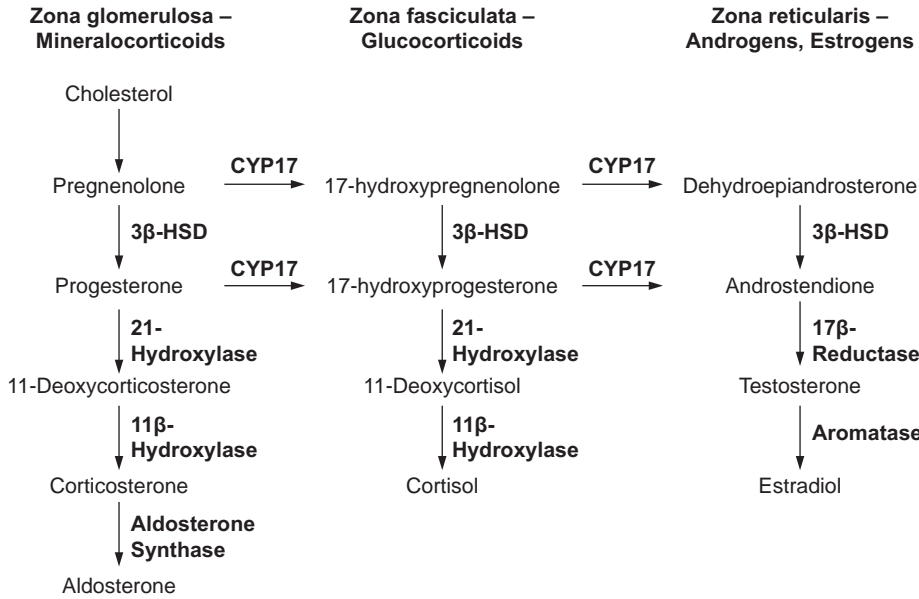 Zona glomerulosa –
Mineralocorticoids
Zona fasciculata –
Glucocorticoids
Zona reticularis –
Androgens, Estrogens
Cholesterol
CYP17
CYP17
Pregnenolone
17-hydroxypregnenolone
Dehydroepiandrosterone
3β-HSD
3β-HSD
3β-HSD
CYP17
CYP17
Progesterone
17-hydroxyprogesterone
Androstendione
21-
Hydroxylase
21-
Hydroxylase
17β-
Reductase
11-Deoxycorticosterone
11-Deoxycortisol
Testosterone
11β-
Hydroxylase
11β-
Hydroxylase
Aromatase
Corticosterone
Cortisol
Estradiol
Aldosterone
Synthase
Aldosterone